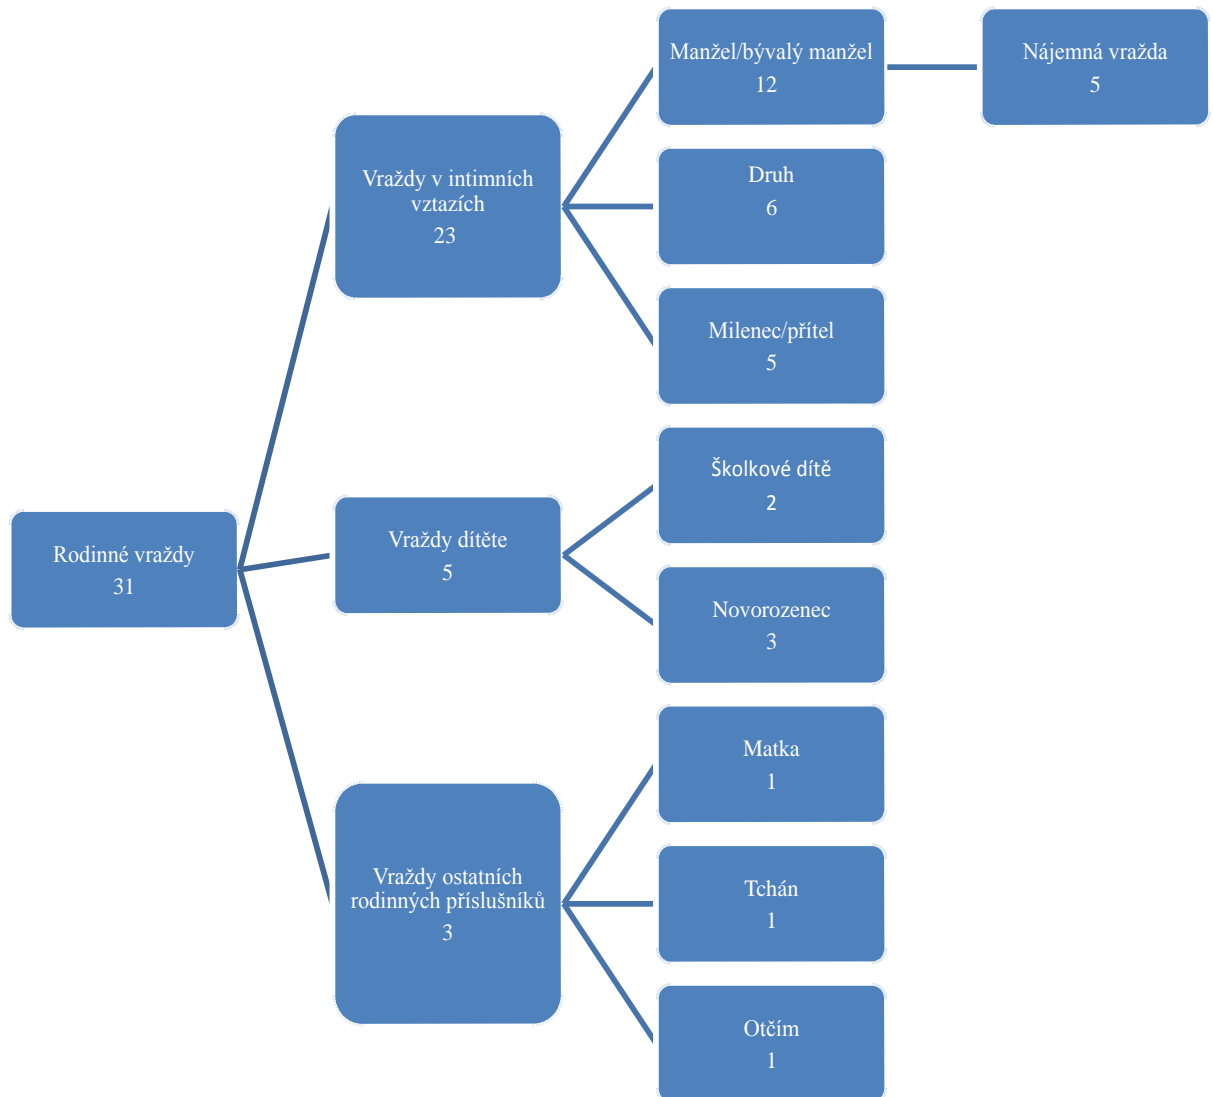 Rodinné vraždy
31
Vraždy v intimních
vztazích
23
Manžel/bývalý manžel
12
Nájemná vražda
5
Druh
6
Milenec/přítel
5
Vraždy dítěte
5
Školkové dítě
2
Novorozenec
3
Vraždy ostatních
rodinných příslušníků
3
Matka
1
Tchán
1
Otčím
1